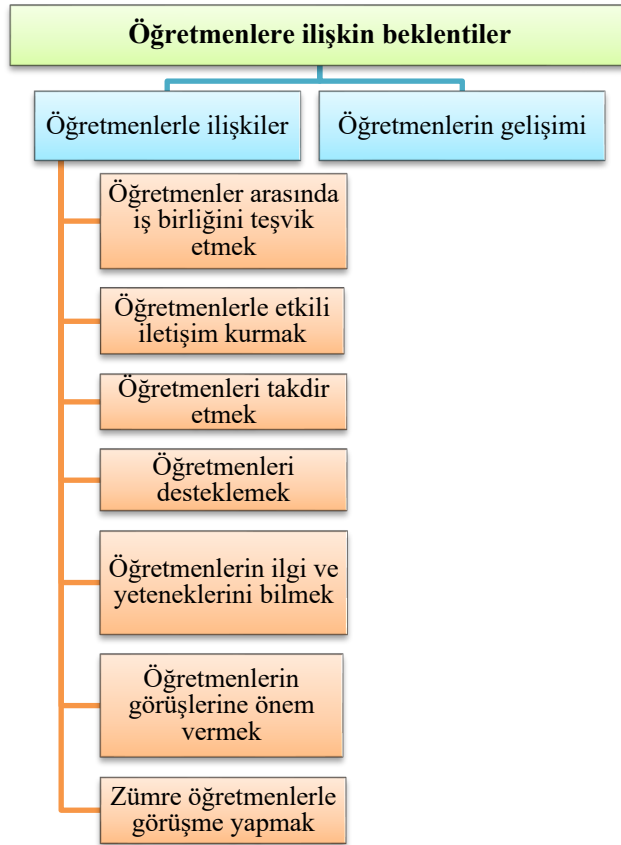 Öğretmenlere ilişkin beklentiler
Öğretmenlerle ilişkiler
Öğretmenlerin gelişimi
Öğretmenler arasında
iş birliğini teşvik
etmek
Öğretmenlerle etkili
iletişim kurmak
Öğretmenleri takdir
etmek
Öğretmenleri
desteklemek
Öğretmenlerin ilgi ve
yeteneklerini bilmek
Öğretmenlerin
görüşlerine önem
vermek
Zümre öğretmenlerle
görüşme yapmak